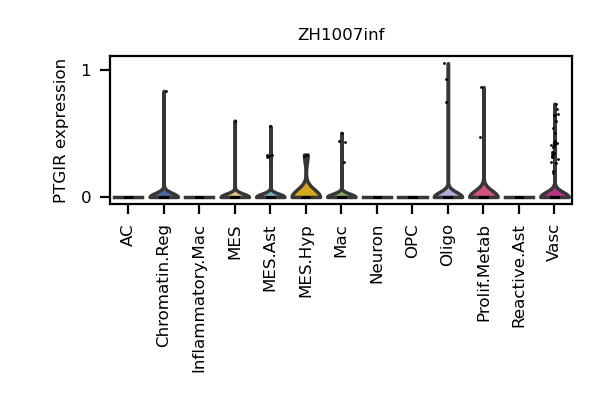 ZH1007inf
PTGIR expression
1
0
AC
Chromatin.Reg
Inflammatory.Mac
MES
MES.Ast
MES.Hyp
Mac
Neuron
OPC
Oligo
Prolif.Metab
Reactive.Ast
Vasc